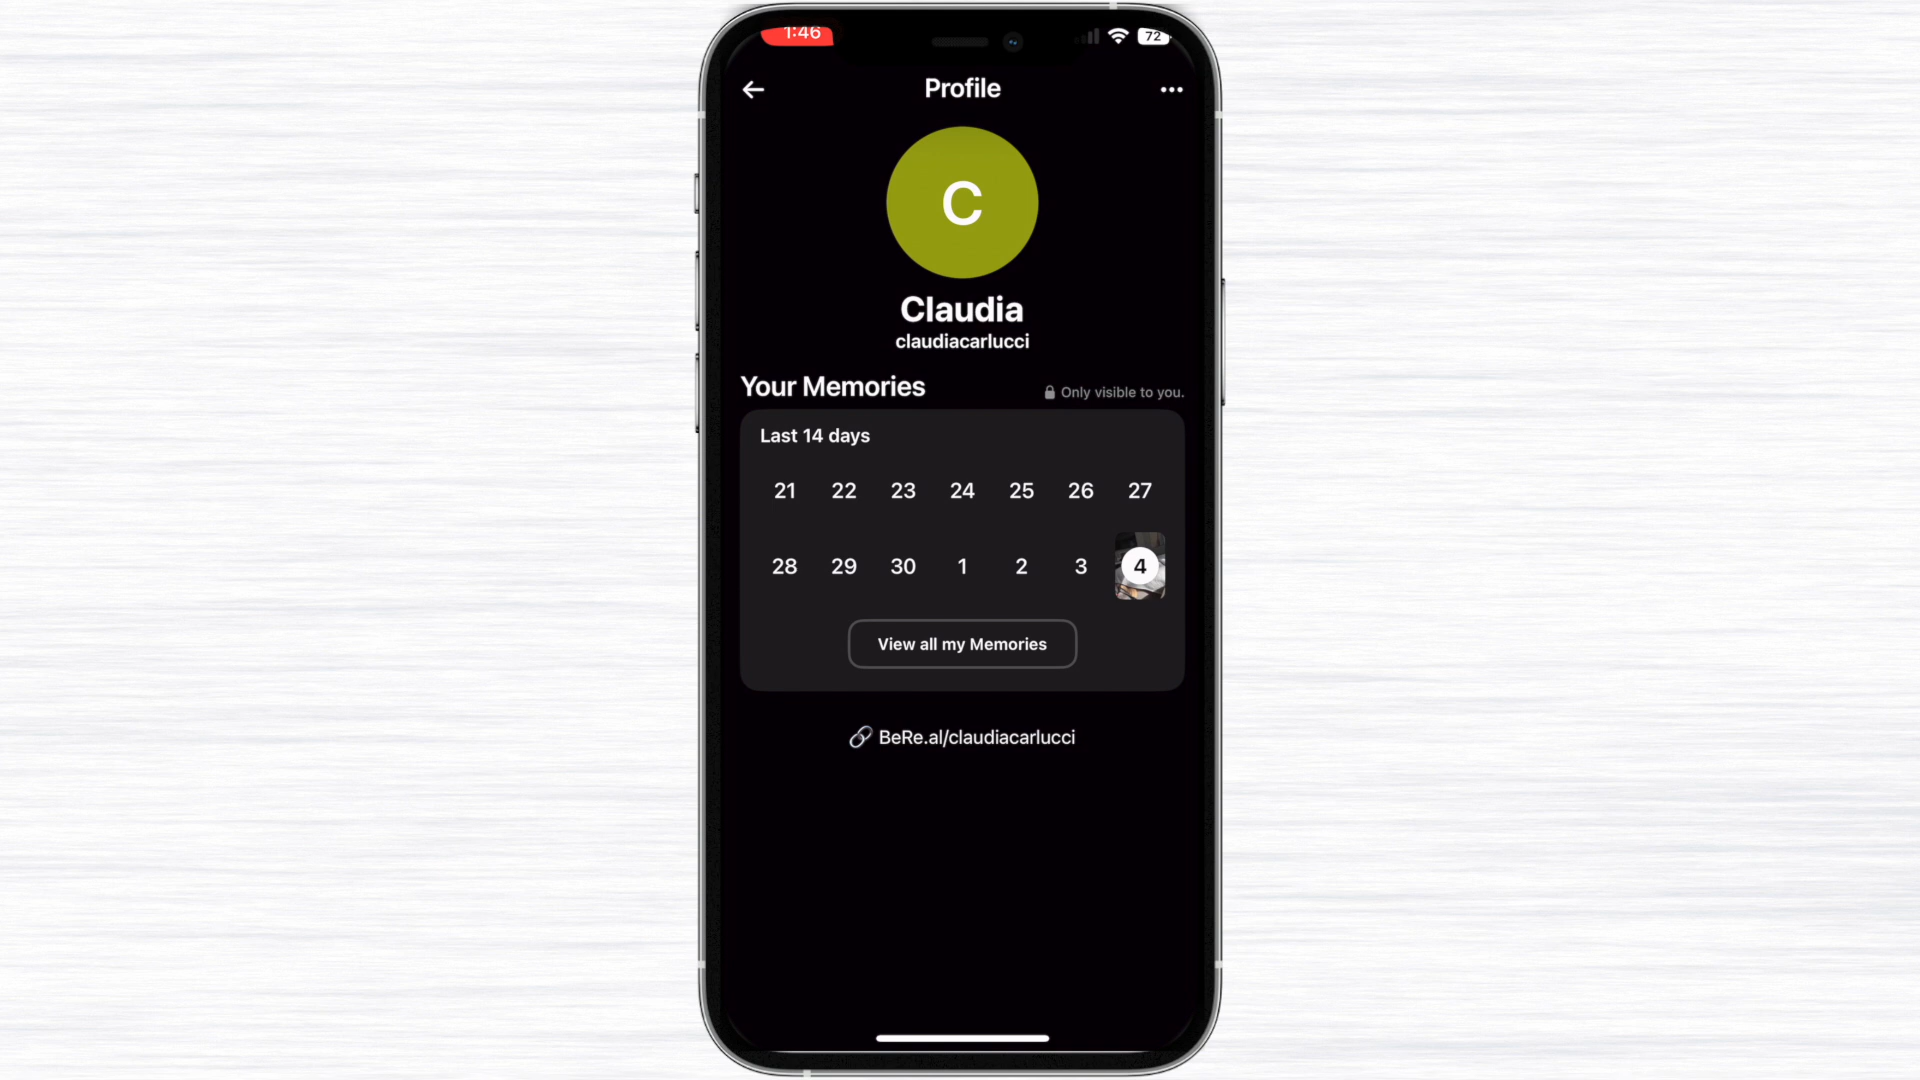 1:46
72
Profile
C
Claudia
claudiacarlucci
Your Memories
Only visible to you.
Last 14 days
21 22 23 24 25 26 27
28 29 30 1 2 3 4
View all my Memories
BeRe.al/claudiacarlucci